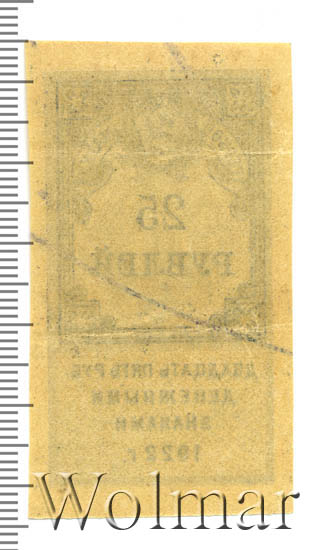 25
РУБЛЕЙ
ДВАДЦАТЬ ПЯТЬ РУБ
ДЕНЕЖНЫМИ
ЗНАКАМИ
1922 г.
Wolmar